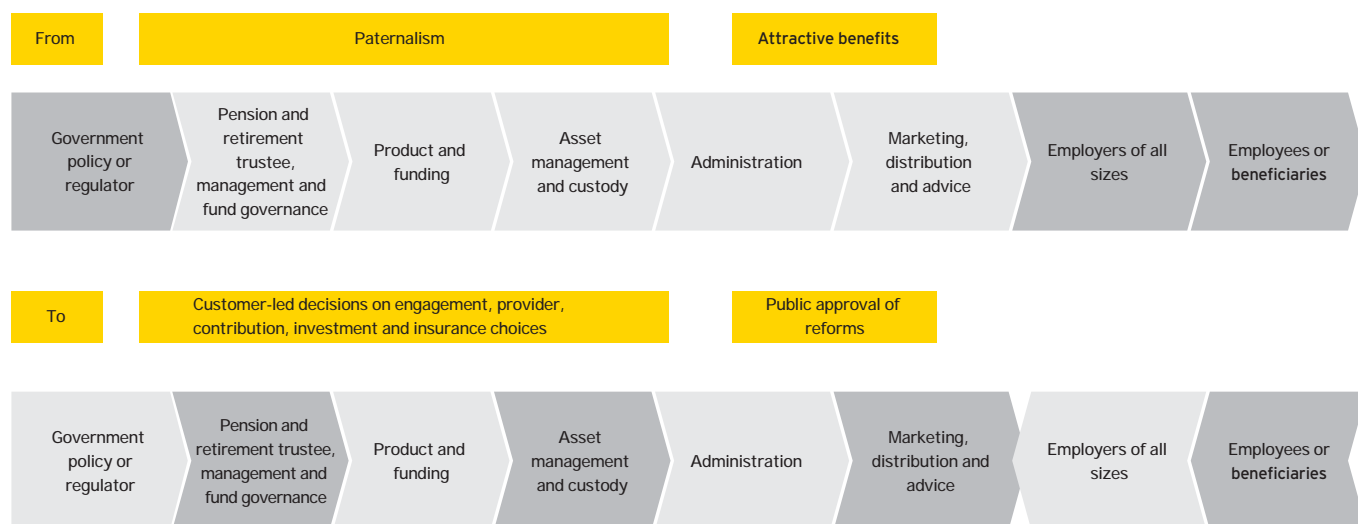 From
Paternalism
Attractive benefits
Government
policy or
regulator
Pension and
retirement
trustee,
management and
fund governance
Product and
funding
Asset
management
and custody
Administration
Marketing,
distribution
and advice
Employers of all
sizes
Employees or
beneficiaries
To
Customer-led decisions on engagement, provider,
contribution, investment and insurance choices
Public approval of
reforms
Government
policy or
regulator
Pension and
retirement trustee,
management and
fund governance
Product and
funding
Asset
management
and custody
Administration
Marketing,
distribution and
advice
Employers of all
sizes
Employees or
beneficiaries